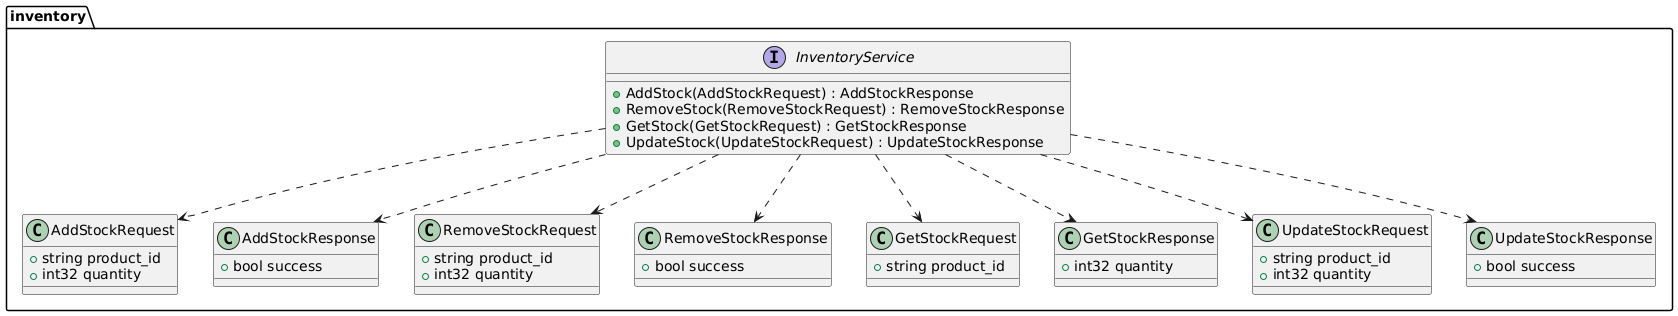 inventory
I InventoryService
AddStock(AddStockRequest) : AddStockResponse
RemoveStock(RemoveStockRequest) : RemoveStockResponse
GetStock(GetStockRequest) : GetStockResponse
UpdateStock(UpdateStockRequest) : UpdateStockResponse
C AddStockRequest
string product_id
int32 quantity
C AddStockResponse
bool success
C RemoveStockRequest
string product_id
int32 quantity
C RemoveStockResponse
bool success
C GetStockRequest
string product_id
C GetStockResponse
int32 quantity
C UpdateStockRequest
string product_id
int32 quantity
C UpdateStockResponse
bool success